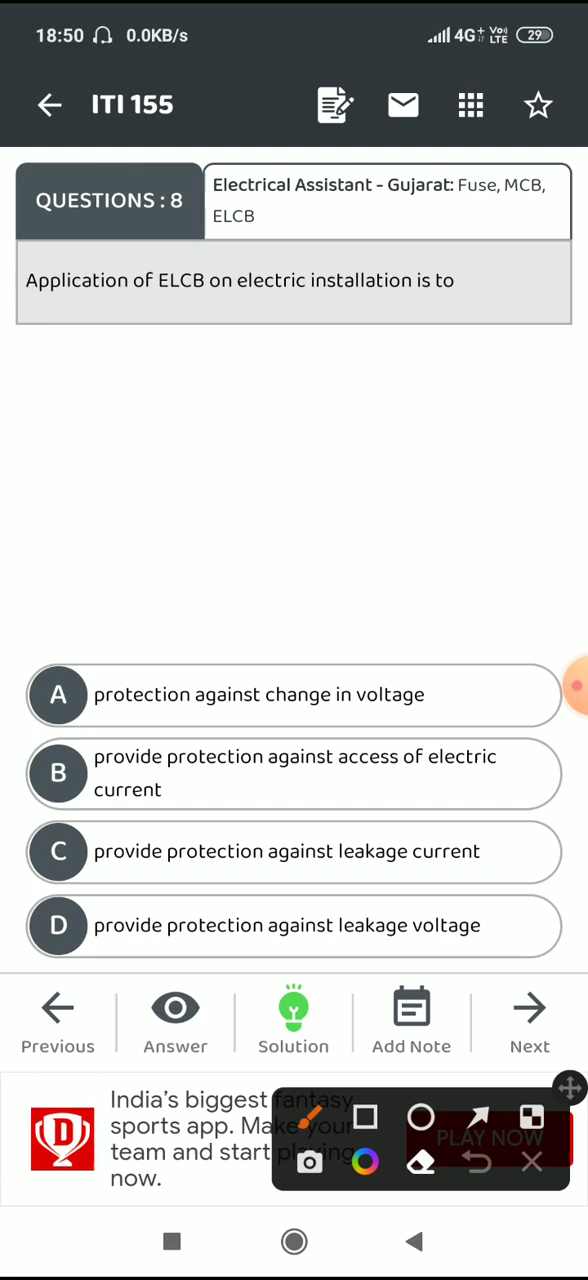 18:50 0.0KB/s 4G+ Vo) LTE 29
ITI 155
QUESTIONS : 8
Electrical Assistant - Gujarat: Fuse, MCB,
ELCB
Application of ELCB on electric installation is to
A protection against change in voltage
B provide protection against access of electric
current
C provide protection against leakage current
D provide protection against leakage voltage
Previous Answer Solution Add Note Next
India's biggest fantasy
sports app. Make your
team and start playing
now.
PLAY NOW